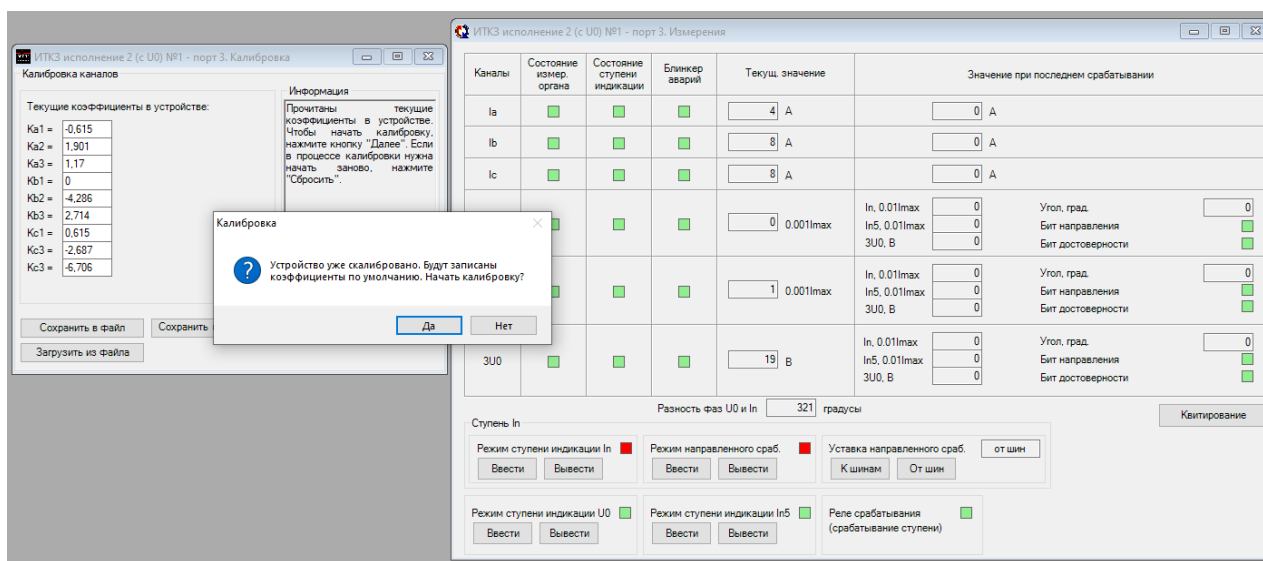 ИТКЗ исполнение 2 (с U0) №1 - порт 3. Калибровка
Калибровка каналов
Текущие коэффициенты в устройстве:
Ka1 = -0,615
Ka2 = 1,901
Ka3 = 1,17
Kb1 = 0
Kb2 = -4,286
Kb3 = 2,714
Kc1 = 0,615
Kc3 = -2,687
Kc3 = -6,706
Информация
Прочитаны текущие
коэффициенты в устройстве.
Чтобы начать калибровку,
нажмите кнопку "Далее". Если
в процессе калибровки нужна
начать заново, нажмите
"Сбросить".
Сохранить в файл Сохранить
Загрузить из файла
Калибровка
Устройство уже скалибровано. Будут записаны
коэффициенты по умолчанию. Начать калибровку?
Да Нет
ИТКЗ исполнение 2 (с U0) №1 - порт 3. Измерения
Каналы
Состояние
измер.
органа
Состояние
ступени
индикации
Блинкер
аварий
Текущ. значение
Значение при последнем срабатывании
Ia 4 A 0 A
Ib 8 A 0 A
Ic 8 A 0 A
0 0.001Imax
In, 0.01Imax 0 Угол, град. 0
In5, 0.01Imax 0 Бит направления
3U0, В 0 Бит достоверности
1 0.001Imax
In, 0.01Imax 0 Угол, град. 0
In5, 0.01Imax 0 Бит направления
3U0, В 0 Бит достоверности
3U0 19 В
In, 0.01Imax 0 Угол, град. 0
In5, 0.01Imax 0 Бит направления
3U0, В 0 Бит достоверности
Разность фаз U0 и In 321 градусы
Квитирование
Ступень In
Режим ступени индикации In
Ввести Вывести
Режим направленного сраб.
Ввести Вывести
Уставка направленного сраб. от шин
К шинам От шин
Режим ступени индикации U0
Ввести Вывести
Режим ступени индикации In5
Ввести Вывести
Реле срабатывания
(срабатывание ступени)